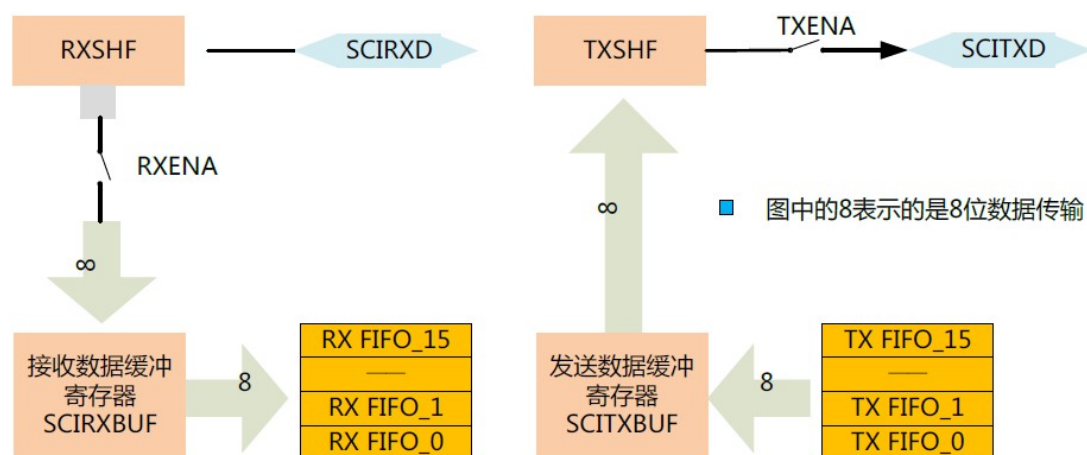 RXSHF
SCIRXD
RXENA
8
接收数据缓冲
寄存器
SCIRXBUF
8
RX FIFO_15
——
RX FIFO_1
RX FIFO_0
TXSHF
TXENA
SCITXD
8
图中的8表示的是8位数据传输
发送数据缓冲
寄存器
SCITXBUF
8
TX FIFO_15
——
TX FIFO_1
TX FIFO_0